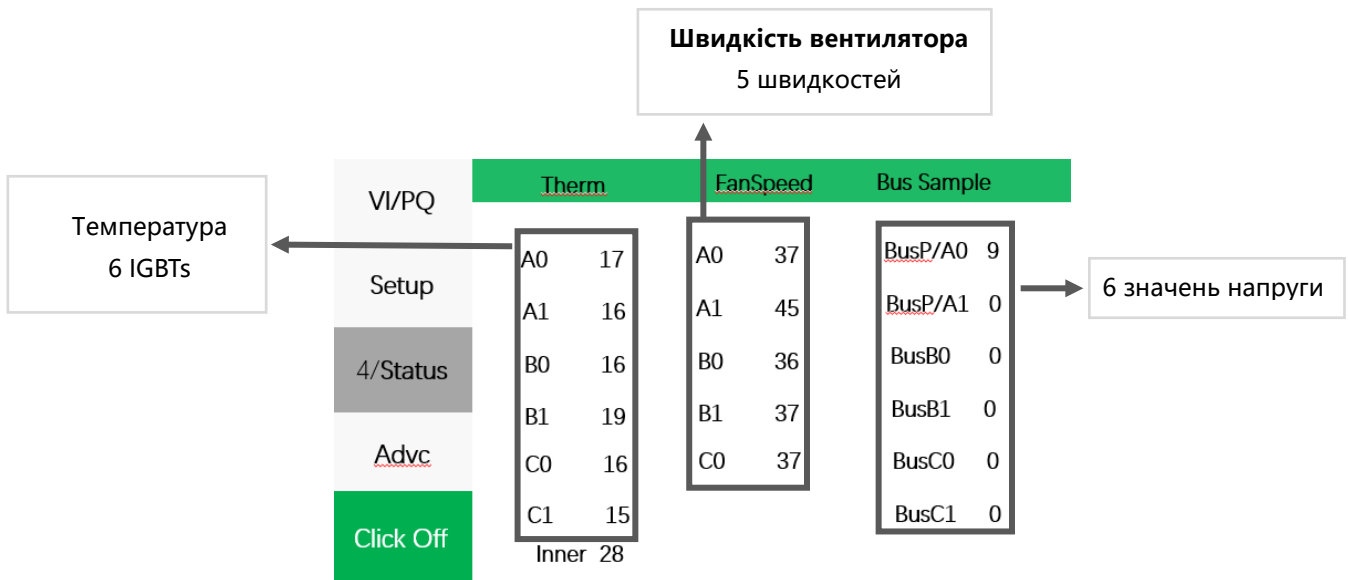 Швидкість вентилятора
5 швидкостей
Температура
6 IGBTs
VI/PQ
Setup
4/Status
Advc
Click Off
Therm FanSpeed Bus Sample
A0 17
A1 16
B0 16
B1 19
C0 16
C1 15
Inner 28
A0 37
A1 45
B0 36
B1 37
C0 37
BusP/A0 9
BusP/A1 0
BusB0 0
BusB1 0
BusC0 0
BusC1 0
6 значень напруги